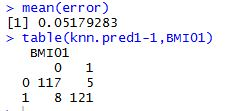 > mean(error)
[1] 0.05179283
> table(knn.pred1-1,BMI01)
BMI01
0 1
0 117 5
1 8 121